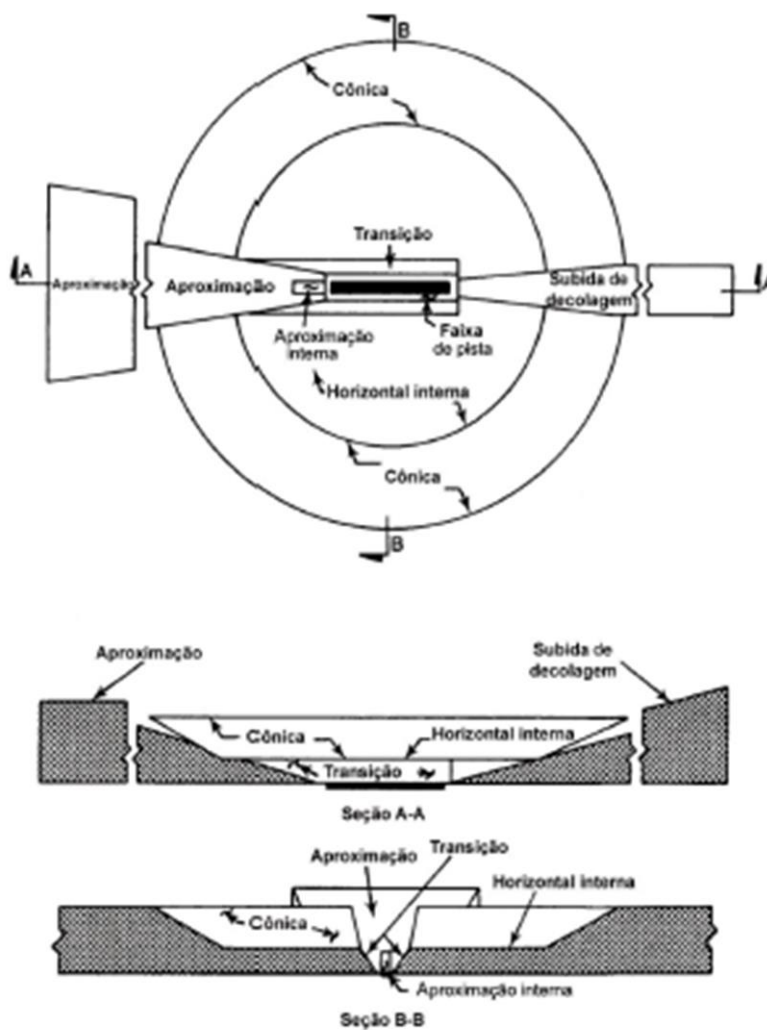 B
Cônica
Transição
A
Aproximação
Aproximação
Subida de
decolagem
A
Aproximação
interna
Faixa
de pista
Horizontal interna
Cônica
B
Aproximação
Subida de
decolagem
Cônica
Horizontal interna
Transição
Seção A-A
Aproximação
Transição
Horizontal interna
Cônica
Aproximação interna
Seção B-B